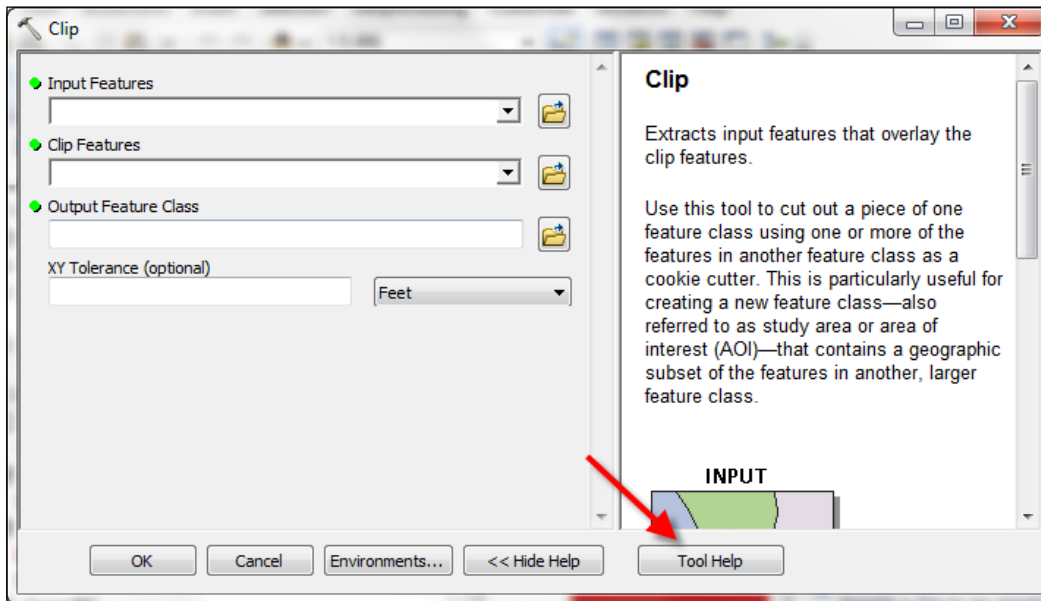 Clip
Input Features
Clip Features
Output Feature Class
XY Tolerance (optional)
Feet
Clip
Extracts input features that overlay the
clip features.
Use this tool to cut out a piece of one
feature class using one or more of the
features in another feature class as a
cookie cutter. This is particularly useful for
creating a new feature class—also
referred to as study area or area of
interest (AOI)—that contains a geographic
subset of the features in another, larger
feature class.
INPUT
OK
Cancel
Environments...
<< Hide Help
Tool Help